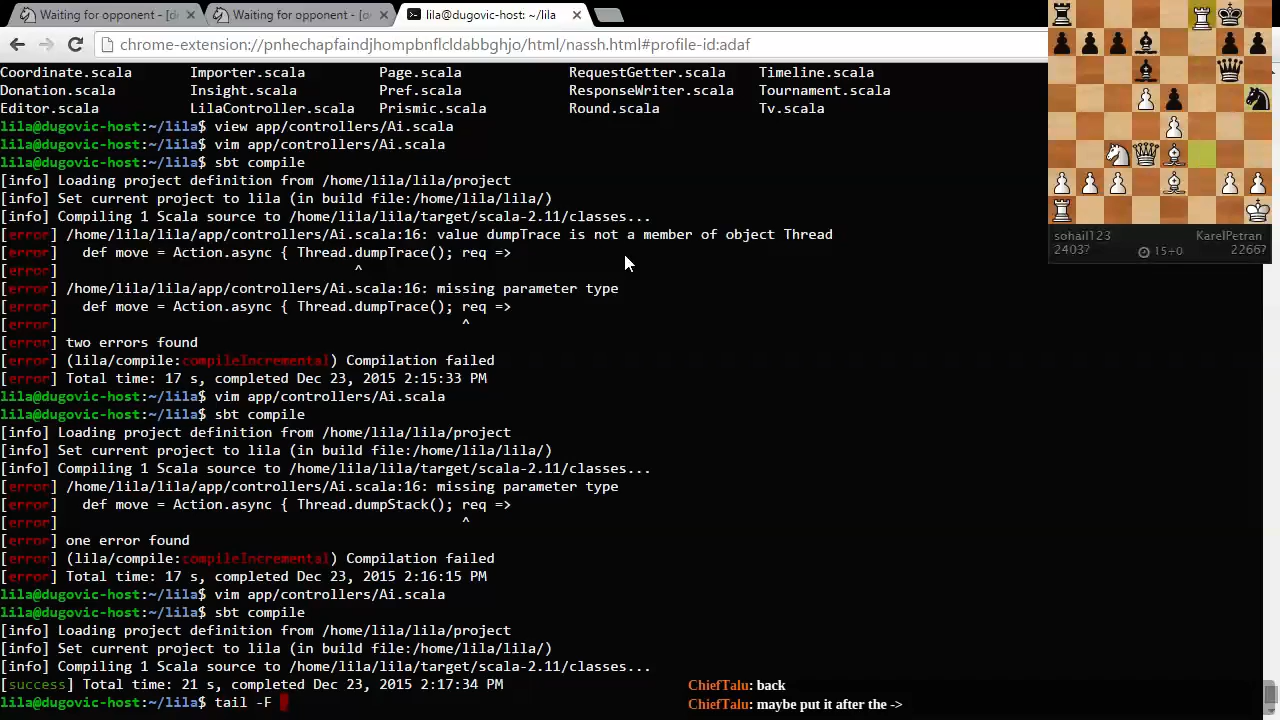 Waiting for opponent - [d
Waiting for opponent - [o
lila@dugovic-host: ~/lila
chrome-extension://pnhechapfaindjhompbnflcldabbghjo/html/nassh.html#profile-id:adaf
Coordinate.scala Importer.scala Page.scala RequestGetter.scala Timeline.scala
Donation.scala Insight.scala Pref.scala ResponseWriter.scala Tournament.scala
Editor.scala LilaController.scala Prismic.scala Round.scala Tv.scala
lila@dugovic-host:~/lila$ view app/controllers/Ai.scala
lila@dugovic-host:~/lila$ vim app/controllers/Ai.scala
lila@dugovic-host:~/lila$ sbt compile
[info] Loading project definition from /home/lila/lila/project
[info] Set current project to lila (in build file:/home/lila/lila/)
[info] Compiling 1 Scala source to /home/lila/lila/target/scala-2.11/classes...
[error] /home/lila/lila/app/controllers/Ai.scala:16: value dumpTrace is not a member of object Thread
[error]   def move = Action.async { Thread.dumpTrace(); req =>
[error]                                    ^
[error] /home/lila/lila/app/controllers/Ai.scala:16: missing parameter type
[error]   def move = Action.async { Thread.dumpTrace(); req =>
[error]                                                 ^
[error] two errors found
[error] (lila/compile:compileIncremental) Compilation failed
[error] Total time: 17 s, completed Dec 23, 2015 2:15:33 PM
lila@dugovic-host:~/lila$ vim app/controllers/Ai.scala
lila@dugovic-host:~/lila$ sbt compile
[info] Loading project definition from /home/lila/lila/project
[info] Set current project to lila (in build file:/home/lila/lila/)
[info] Compiling 1 Scala source to /home/lila/lila/target/scala-2.11/classes...
[error] /home/lila/lila/app/controllers/Ai.scala:16: missing parameter type
[error]   def move = Action.async { Thread.dumpStack(); req =>
[error]                                                 ^
[error] one error found
[error] (lila/compile:compileIncremental) Compilation failed
[error] Total time: 17 s, completed Dec 23, 2015 2:16:15 PM
lila@dugovic-host:~/lila$ vim app/controllers/Ai.scala
lila@dugovic-host:~/lila$ sbt compile
[info] Loading project definition from /home/lila/lila/project
[info] Set current project to lila (in build file:/home/lila/lila/)
[info] Compiling 1 Scala source to /home/lila/lila/target/scala-2.11/classes...
[success] Total time: 21 s, completed Dec 23, 2015 2:17:34 PM
lila@dugovic-host:~/lila$ tail -F
sohail123 KarelPetran
2403? 15+0 2266?
ChiefTalu: back
ChiefTalu: maybe put it after the ->